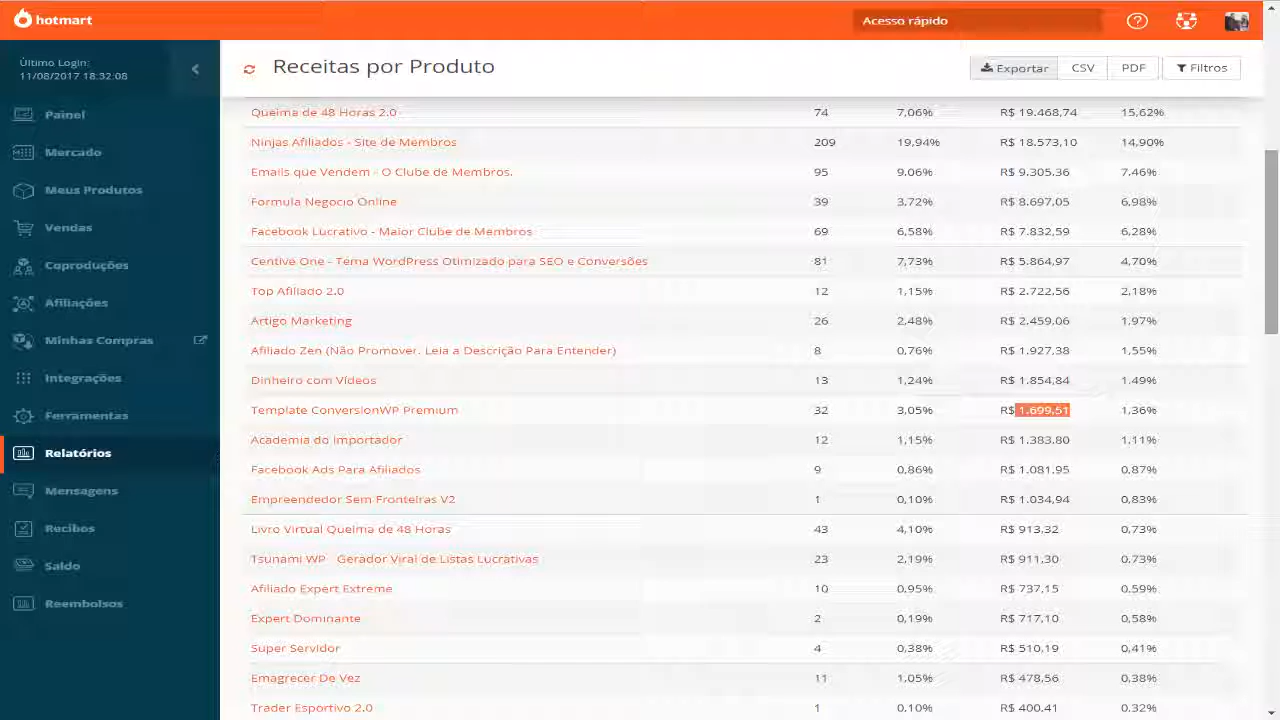 hotmart
Acesso rápido
Último Login:
11/08/2017 18:32:08
Receitas por Produto
Exportar CSV PDF Filtros
Painel
Mercado
Meus Produtos
Vendas
Coproduções
Afiliações
Minhas Compras
Integrações
Ferramentas
Relatórios
Mensagens
Recibos
Saldo
Reembolsos
Queima de 48 Horas 2.0 74 7,06% R$ 19.468,74 15,62%
Ninjas Afiliados - Site de Membros 209 19,94% R$ 18.573,10 14,90%
Emails que Vendem - O Clube de Membros. 95 9,06% R$ 9.305,36 7,46%
Formula Negocio Online 39 3,72% R$ 8.697,05 6,98%
Facebook Lucrativo - Maior Clube de Membros 69 6,58% R$ 7.832,59 6,28%
Centive One - Tema WordPress Otimizado para SEO e Conversões 81 7,73% R$ 5.864,97 4,70%
Top Afiliado 2.0 12 1,15% R$ 2.722,56 2,18%
Artigo Marketing 26 2,48% R$ 2.459,06 1,97%
Afiliado Zen (Não Promover. Leia a Descrição Para Entender) 8 0,76% R$ 1.927,38 1,55%
Dinheiro com Vídeos 13 1,24% R$ 1.854,84 1,49%
Template ConversionWP Premium 32 3,05% R$ 1.699,51 1,36%
Academia do Importador 12 1,15% R$ 1.383,80 1,11%
Facebook Ads Para Afiliados 9 0,86% R$ 1.081,95 0,87%
Empreendedor Sem Fronteiras V2 1 0,10% R$ 1.034,94 0,83%
Livro Virtual Queima de 48 Horas 43 4,10% R$ 913,32 0,73%
Tsunami WP - Gerador Viral de Listas Lucrativas 23 2,19% R$ 911,30 0,73%
Afiliado Expert Extreme 10 0,95% R$ 737,15 0,59%
Expert Dominante 2 0,19% R$ 717,10 0,58%
Super Servidor 4 0,38% R$ 510,19 0,41%
Emagrecer De Vez 11 1,05% R$ 478,56 0,38%
Trader Esportivo 2.0 1 0,10% R$ 400,41 0,32%